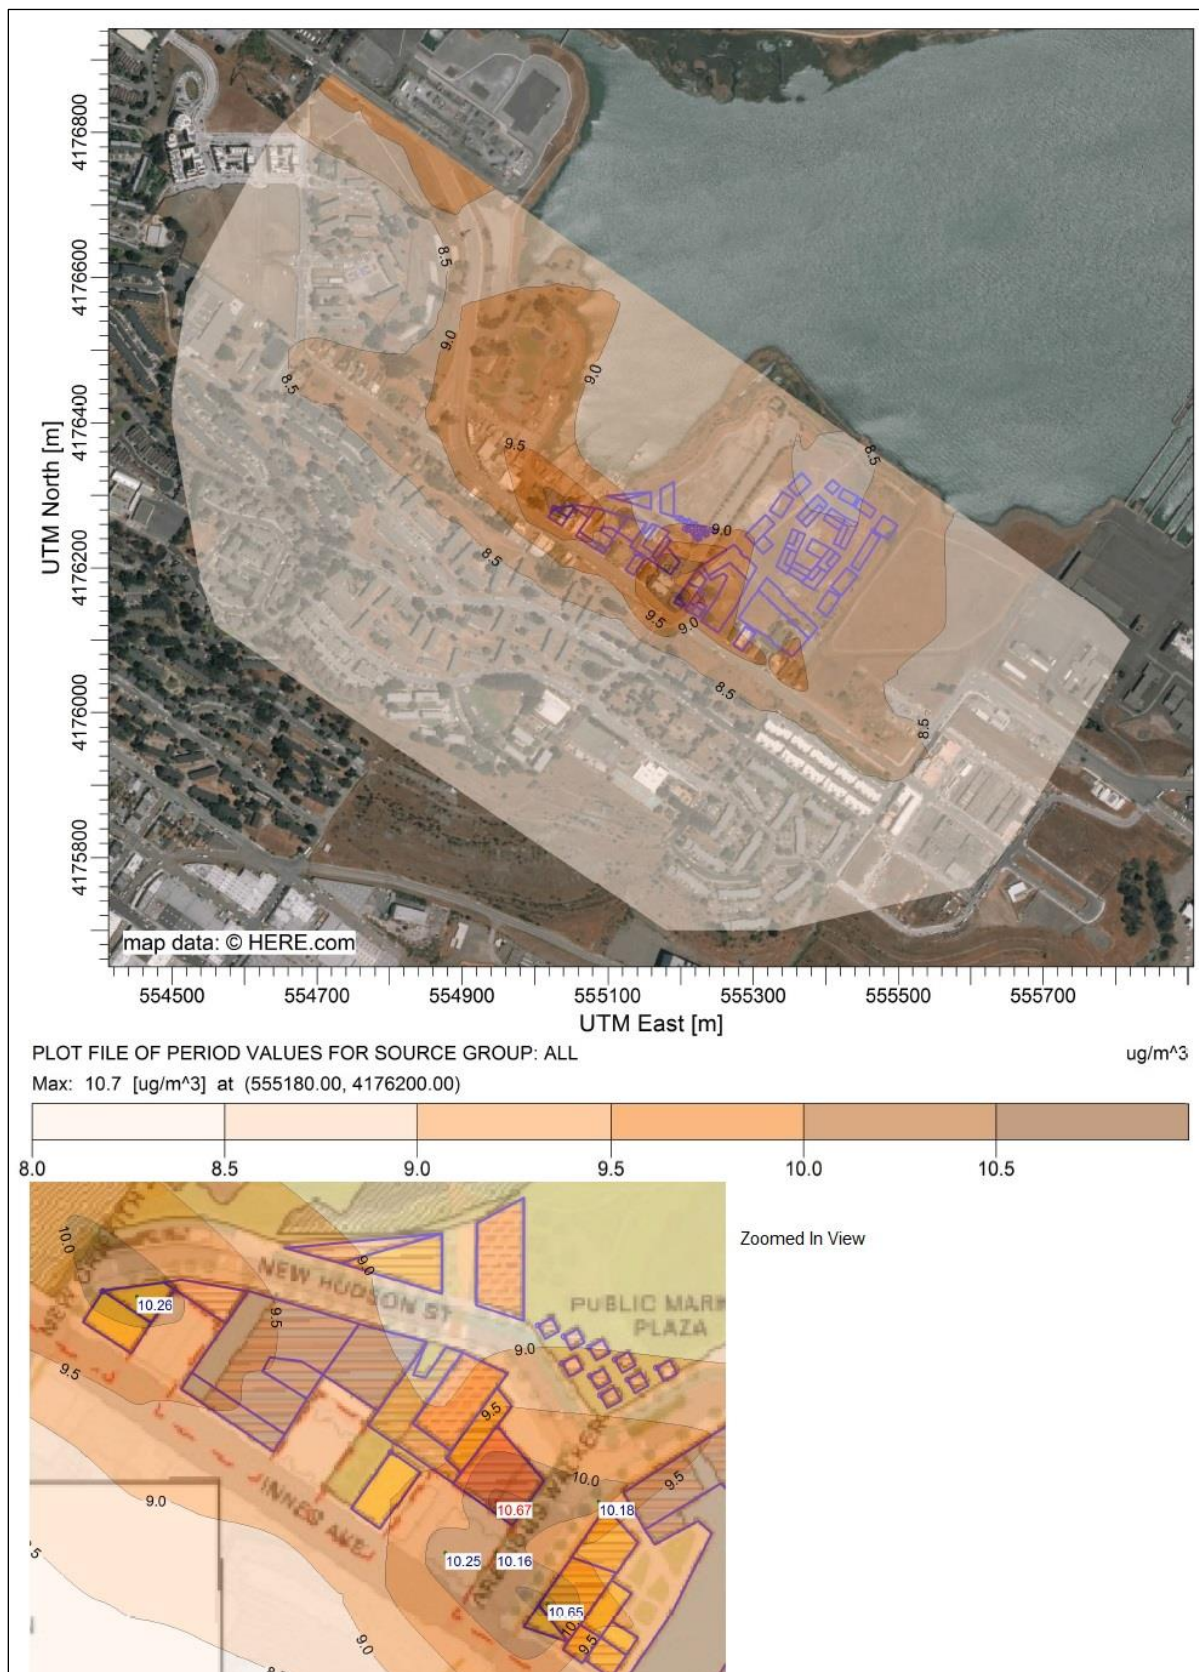 4176800
4176600
4176400
4176200
4176000
4175800
UTM North [m]
8.5
9.0
9.0
8.5
9.5
8.5
9.0
8.5
9.5
9.0
8.5
8.5
map data: © HERE.com
554500 554700 554900 555100 555300 555500 555700
UTM East [m]
PLOT FILE OF PERIOD VALUES FOR SOURCE GROUP: ALL ug/m^3
Max: 10.7 [ug/m^3] at (555180.00, 4176200.00)
8.0 8.5 9.0 9.5 10.0 10.5
Zoomed In View
10.0
NEW HUDSON ST
9.0
PUBLIC MAR
PLAZA
10.26
9.5
9.0
9.5
9.5
10.0
9.5
9.0
10.67
10.18
INNES AVE
10.25
10.16
10.65
9.5
9.0